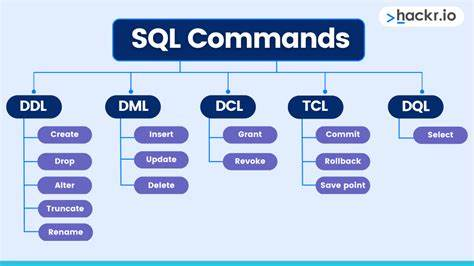 >hackr.io
SQL Commands
DDL
Create
Drop
Alter
Truncate
Rename
DML
Insert
Update
Delete
DCL
Grant
Revoke
TCL
Commit
Rollback
Save point
DQL
Select